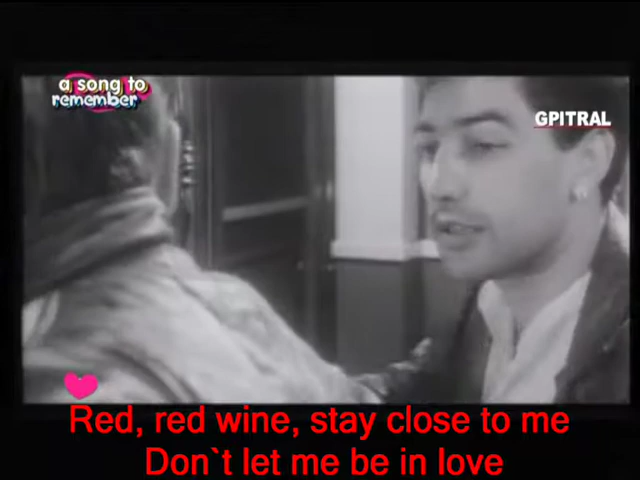 a song to
remember
GPITRAL
Red, red wine, stay close to me
Don`t let me be in love